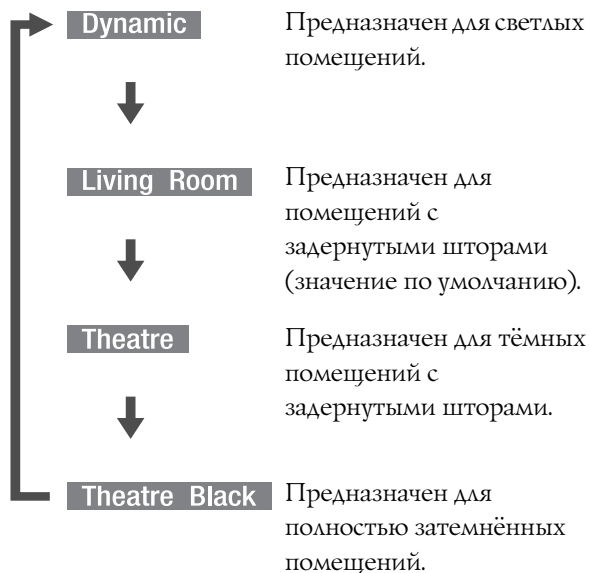 Dynamic
Предназначен для светлых
помещений.
Living Room
Предназначен для
помещений с
задернутыми шторами
(значение по умолчанию).
Theatre
Предназначен для тёмных
помещений с
задернутыми шторами.
Theatre Black
Предназначен для
полностью затемнённых
помещений.